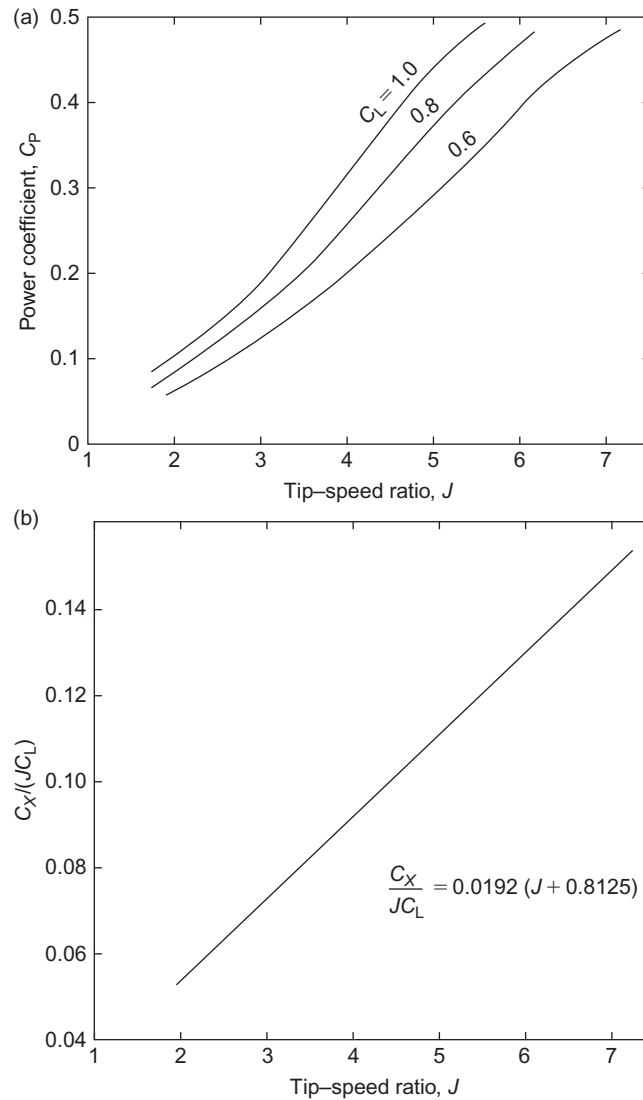 (a)
0.5
0.4
0.3
0.2
0.1
0
Power coefficient, C_P
C_L = 1.0
0.8
0.6
1 2 3 4 5 6 7
Tip–speed ratio, J
(b)
0.14
0.12
0.10
0.08
0.06
0.04
C_X/(JC_L)
C_X
JC_L
= 0.0192 (J + 0.8125)
1 2 3 4 5 6 7
Tip–speed ratio, J